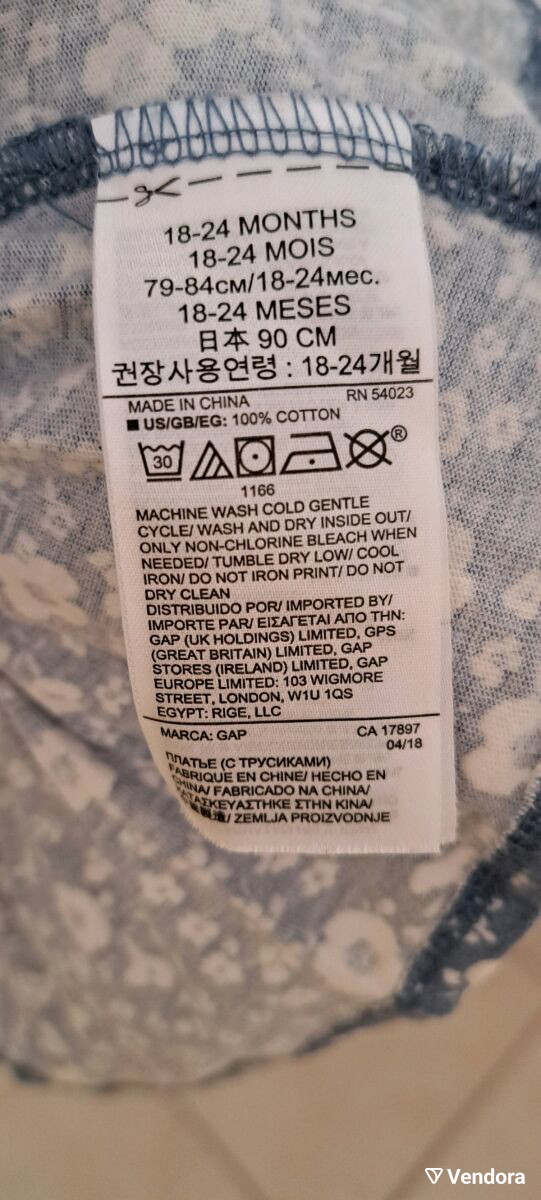 18-24 MONTHS
18-24 MOIS
79-84см/18-24мес.
18-24 MESES
日本 90 CM
권장사용연령 : 18-24개월
MADE IN CHINA RN 54023
US/GB/EG: 100% COTTON
30 ®
1166
MACHINE WASH COLD GENTLE
CYCLE/ WASH AND DRY INSIDE OUT/
ONLY NON-CHLORINE BLEACH WHEN
NEEDED/ TUMBLE DRY LOW/ COOL
IRON/ DO NOT IRON PRINT/ DO NOT
DRY CLEAN
DISTRIBUIDO POR/ IMPORTED BY/
IMPORTE PAR/ ΕΙΣΑΓΕΤΑΙ ΑΠΟ ΤΗΝ:
GAP (UK HOLDINGS) LIMITED, GPS
(GREAT BRITAIN) LIMITED, GAP
STORES (IRELAND) LIMITED, GAP
EUROPE LIMITED: 103 WIGMORE
STREET, LONDON, W1U 1QS
EGYPT: RIGE, LLC
MARCA: GAP CA 17897
04/18
ПЛАТЬЕ (С ТРУСИКАМИ)
FABRIQUE EN CHINE/ HECHO EN
CHINA/ FABRICADO NA CHINA/
ΚΑΤΑΣΚΕΥΑΣΤΗΚΕ ΣΤΗΝ ΚΙΝΑ/
ZEMLJA PROIZVODNJE
Vendora